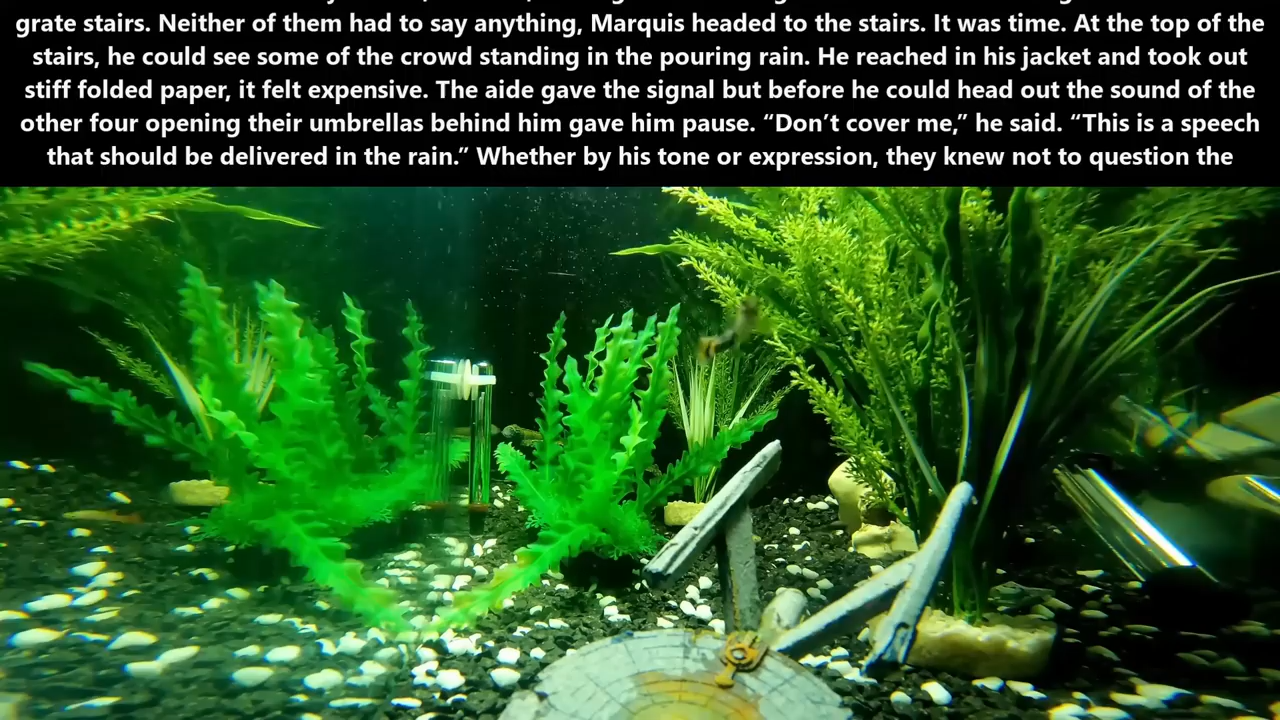 grate stairs. Neither of them had to say anything, Marquis headed to the stairs. It was time. At the top of the
stairs, he could see some of the crowd standing in the pouring rain. He reached in his jacket and took out
stiff folded paper, it felt expensive. The aide gave the signal but before he could head out the sound of the
other four opening their umbrellas behind him gave him pause. “Don’t cover me,” he said. “This is a speech
that should be delivered in the rain.” Whether by his tone or expression, they knew not to question the